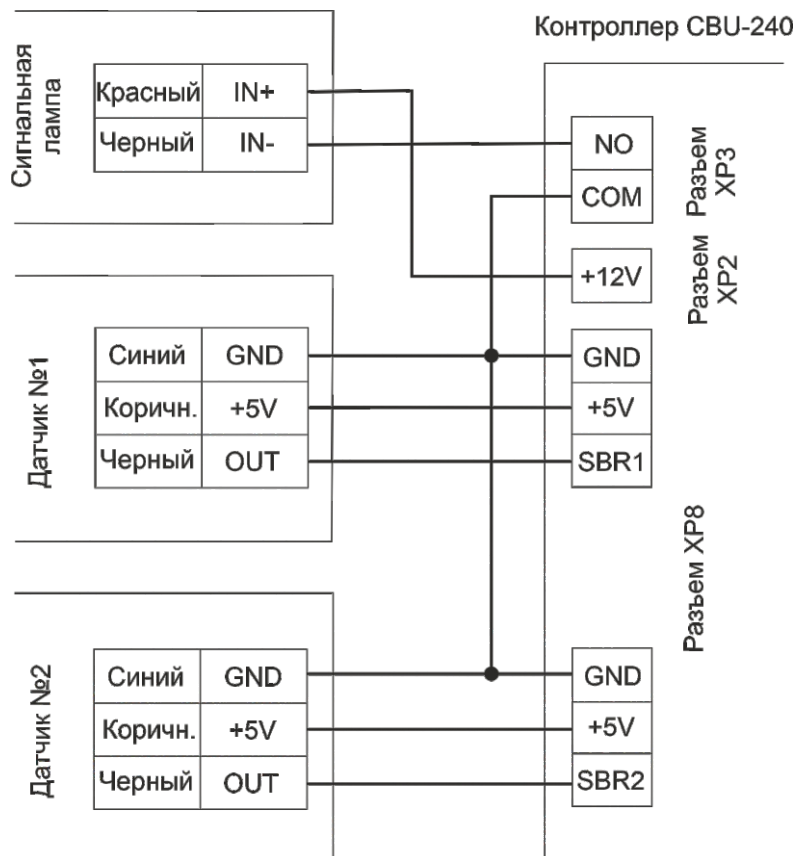 Контроллер CBU-240
Сигнальная
лампа
Красный IN+
Черный IN-
NO
COM
Разъем
XP3
+12V
Разъем
XP2
Датчик №1
Синий GND
Коричн. +5V
Черный OUT
GND
+5V
SBR1
Разъем XP8
Датчик №2
Синий GND
Коричн. +5V
Черный OUT
GND
+5V
SBR2